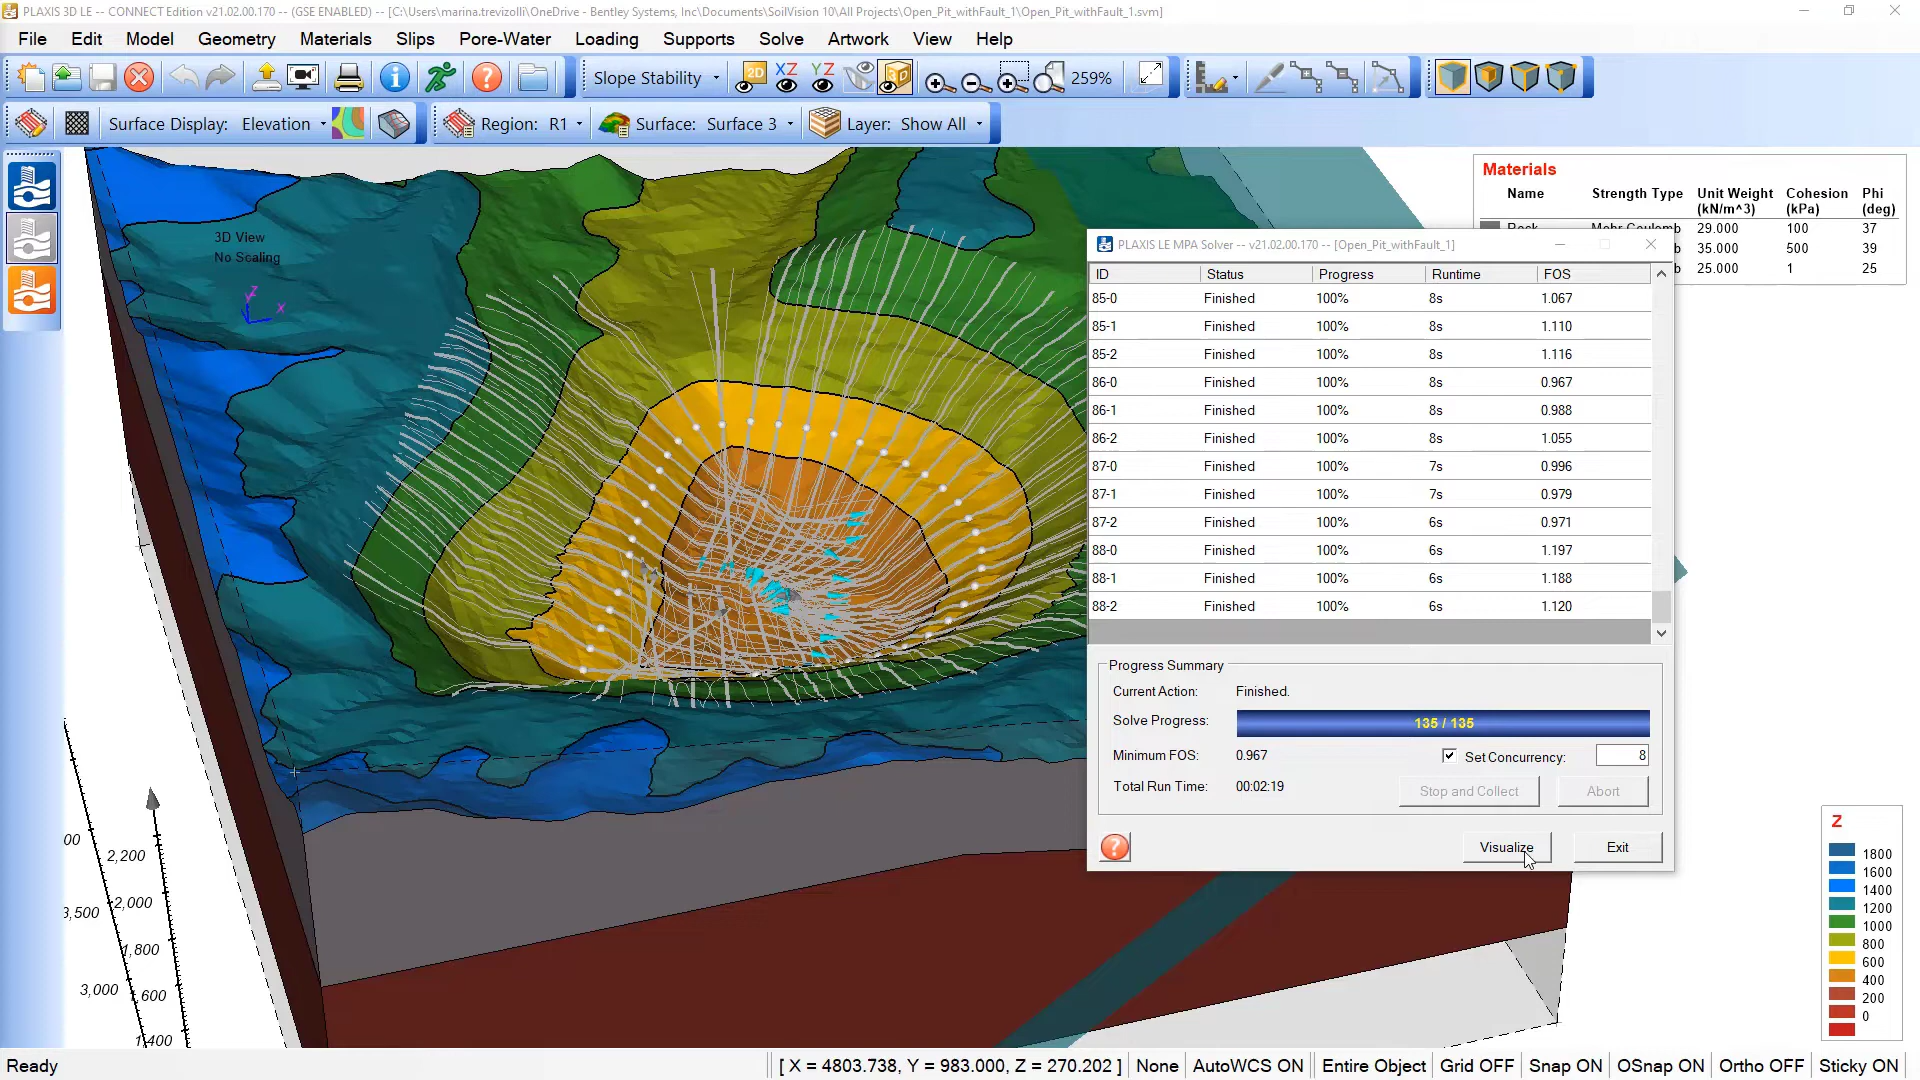 PLAXIS 3D LE -- CONNECT Edition v21.02.00.170 -- (GSE ENABLED) -- [C:\Users\marina.trevizolli\OneDrive - Bentley Systems, Inc\Documents\SoilVision 10\All Projects\Open_Pit_withFault_1\Open_Pit_withFault_1.svm]
File Edit Model Geometry Materials Slips Pore-Water Loading Supports Solve Artwork View Help
Slope Stability 2D XZ YZ 3D 259%
Surface Display: Elevation Region: R1 Surface: Surface 3 Layer: Show All
3D View
No Scaling
Z
Y
X
Materials
Name Strength Type Unit Weight (kN/m^3) Cohesion (kPa) Phi (deg)
Rock Mohr Coulomb 29.000 100 37
b 35.000 500 39
b 25.000 1 25
PLAXIS LE MPA Solver -- v21.02.00.170 -- [Open_Pit_withFault_1]
ID Status Progress Runtime FOS
85-0 Finished 100% 8s 1.067
85-1 Finished 100% 8s 1.110
85-2 Finished 100% 8s 1.116
86-0 Finished 100% 8s 0.967
86-1 Finished 100% 8s 0.988
86-2 Finished 100% 8s 1.055
87-0 Finished 100% 7s 0.996
87-1 Finished 100% 7s 0.979
87-2 Finished 100% 6s 0.971
88-0 Finished 100% 6s 1.197
88-1 Finished 100% 6s 1.188
88-2 Finished 100% 6s 1.120
Progress Summary
Current Action: Finished.
Solve Progress: 135 / 135
Minimum FOS: 0.967 Set Concurrency: 8
Total Run Time: 00:02:19 Stop and Collect Abort
? Visualize Exit
00 2,200
3,500 2,000
1,800
3,000 1,600
1,400
Z
1800
1600
1400
1200
1000
800
600
400
200
0
Ready [ X = 4803.738, Y = 983.000, Z = 270.202 ] None AutoWCS ON Entire Object Grid OFF Snap ON OSnap ON Ortho OFF Sticky ON